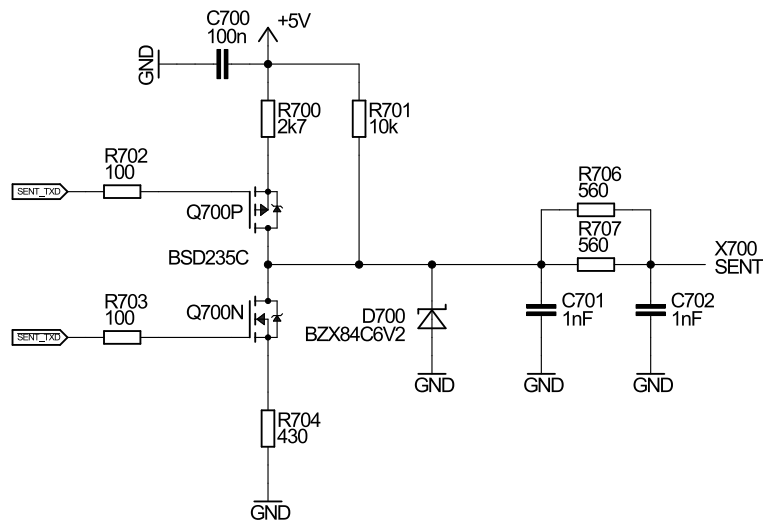 C700
100n
+5V
GND
R700
2k7
R701
10k
R702
100
SENT_TXD
Q700P
R706
560
R707
560
BSD235C
X700
SENT
R703
100
SENT_TXD
Q700N
D700
BZX84C6V2
C701
1nF
C702
1nF
GND
GND
GND
R704
430
GND